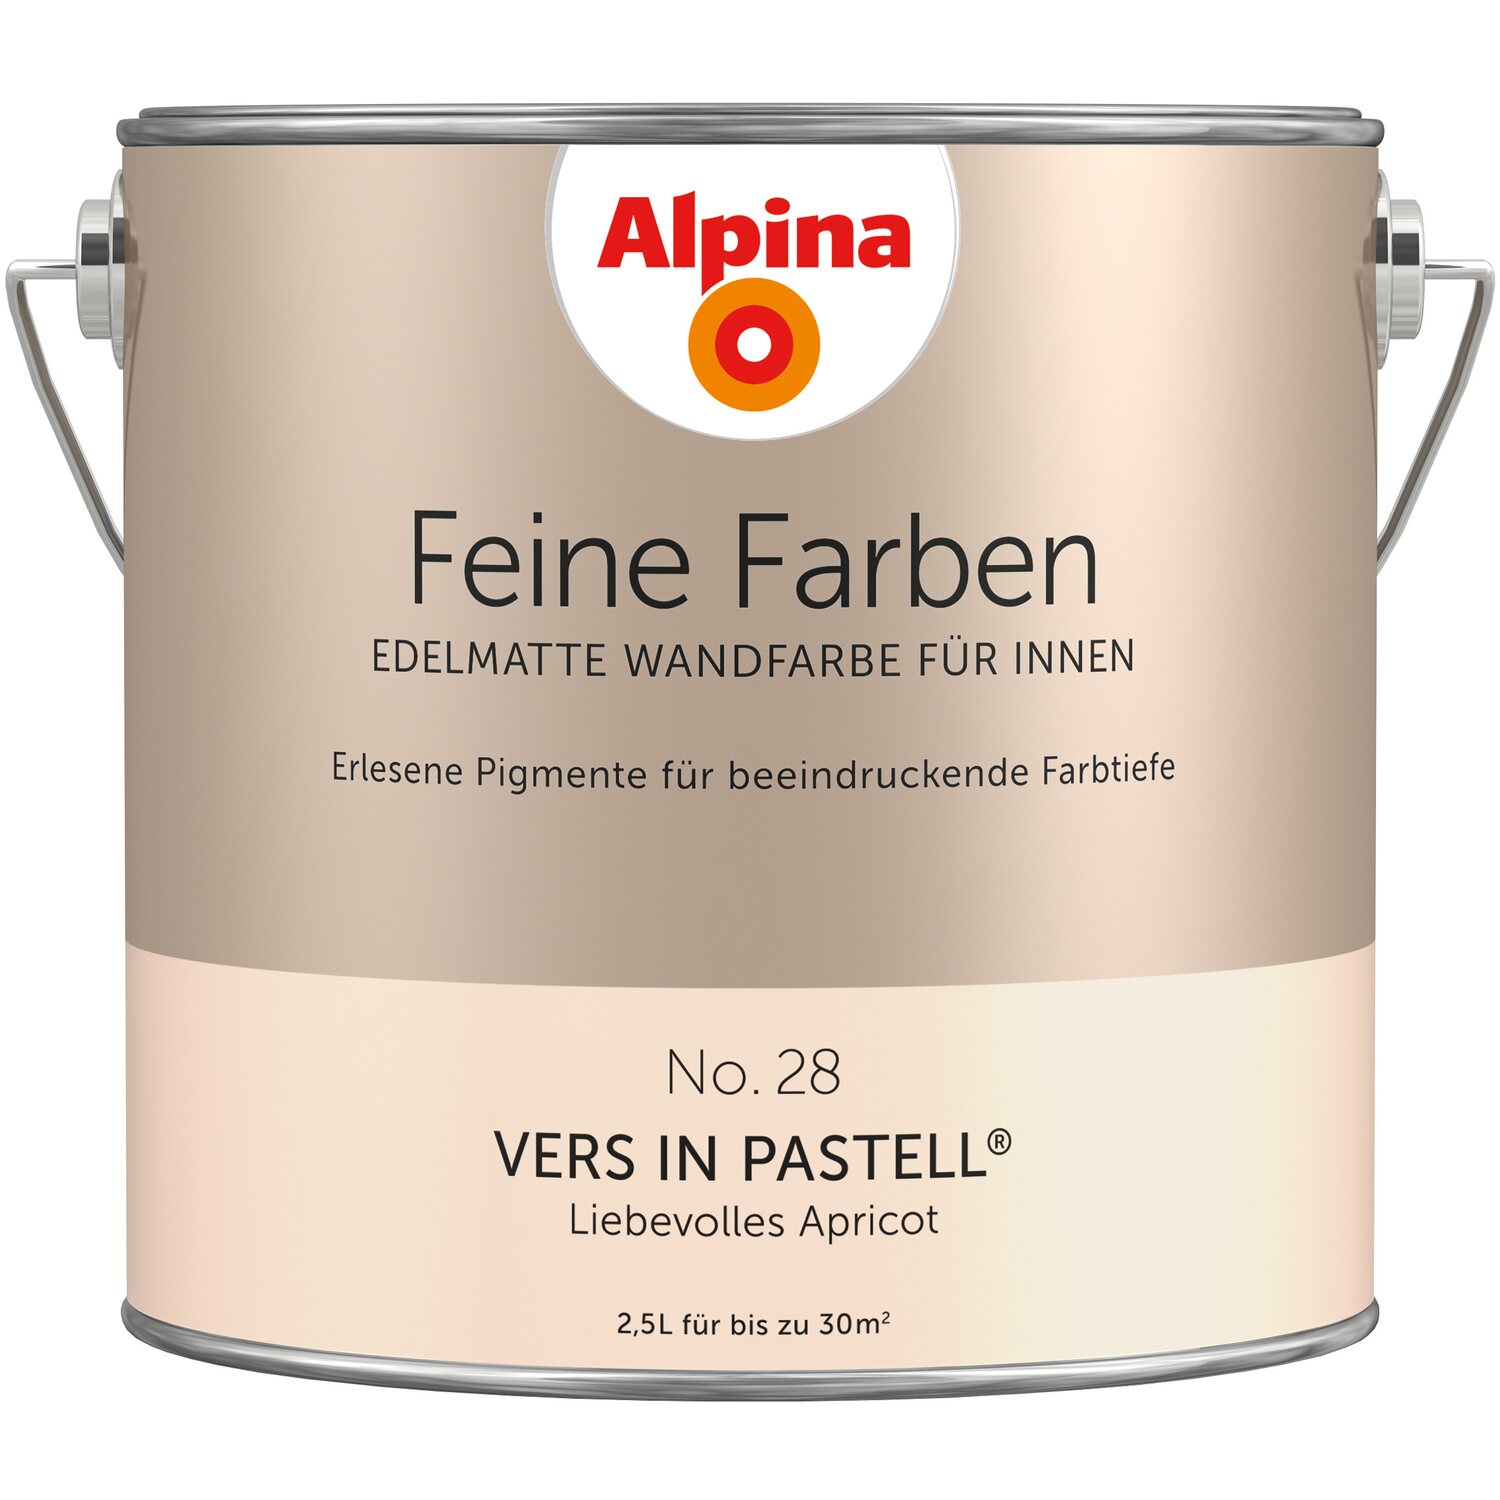 Alpina
Feine Farben
EDELMATTE WANDFARBE FÜR INNEN
Erlesene Pigmente für beeindruckende Farbtiefe
No. 28
VERS IN PASTELL®
Liebevolles Apricot
2,5L für bis zu 30m²